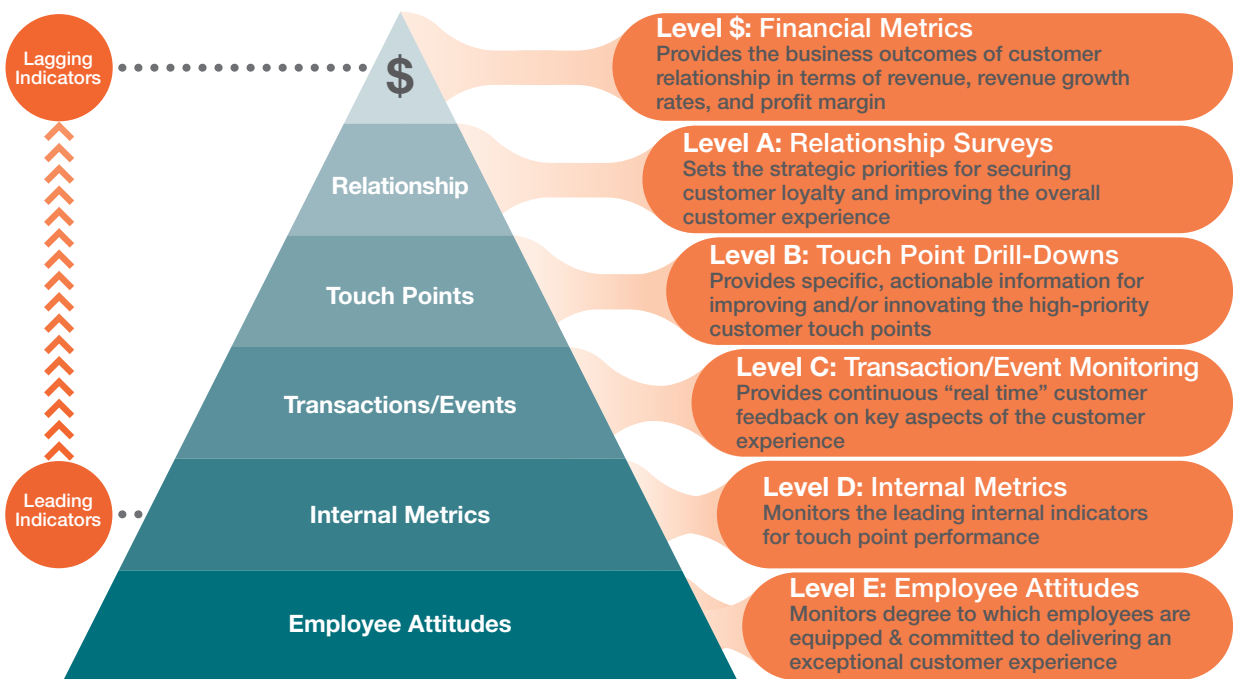 Lagging
Indicators
$
Level $: Financial Metrics
Provides the business outcomes of customer
relationship in terms of revenue, revenue growth
rates, and profit margin
Relationship
Level A: Relationship Surveys
Sets the strategic priorities for securing
customer loyalty and improving the overall
customer experience
Touch Points
Level B: Touch Point Drill-Downs
Provides specific, actionable information for
improving and/or innovating the high-priority
customer touch points
Transactions/Events
Level C: Transaction/Event Monitoring
Provides continuous “real time” customer
feedback on key aspects of the customer
experience
Leading
Indicators
Internal Metrics
Level D: Internal Metrics
Monitors the leading internal indicators
for touch point performance
Employee Attitudes
Level E: Employee Attitudes
Monitors degree to which employees are
equipped & committed to delivering an
exceptional customer experience